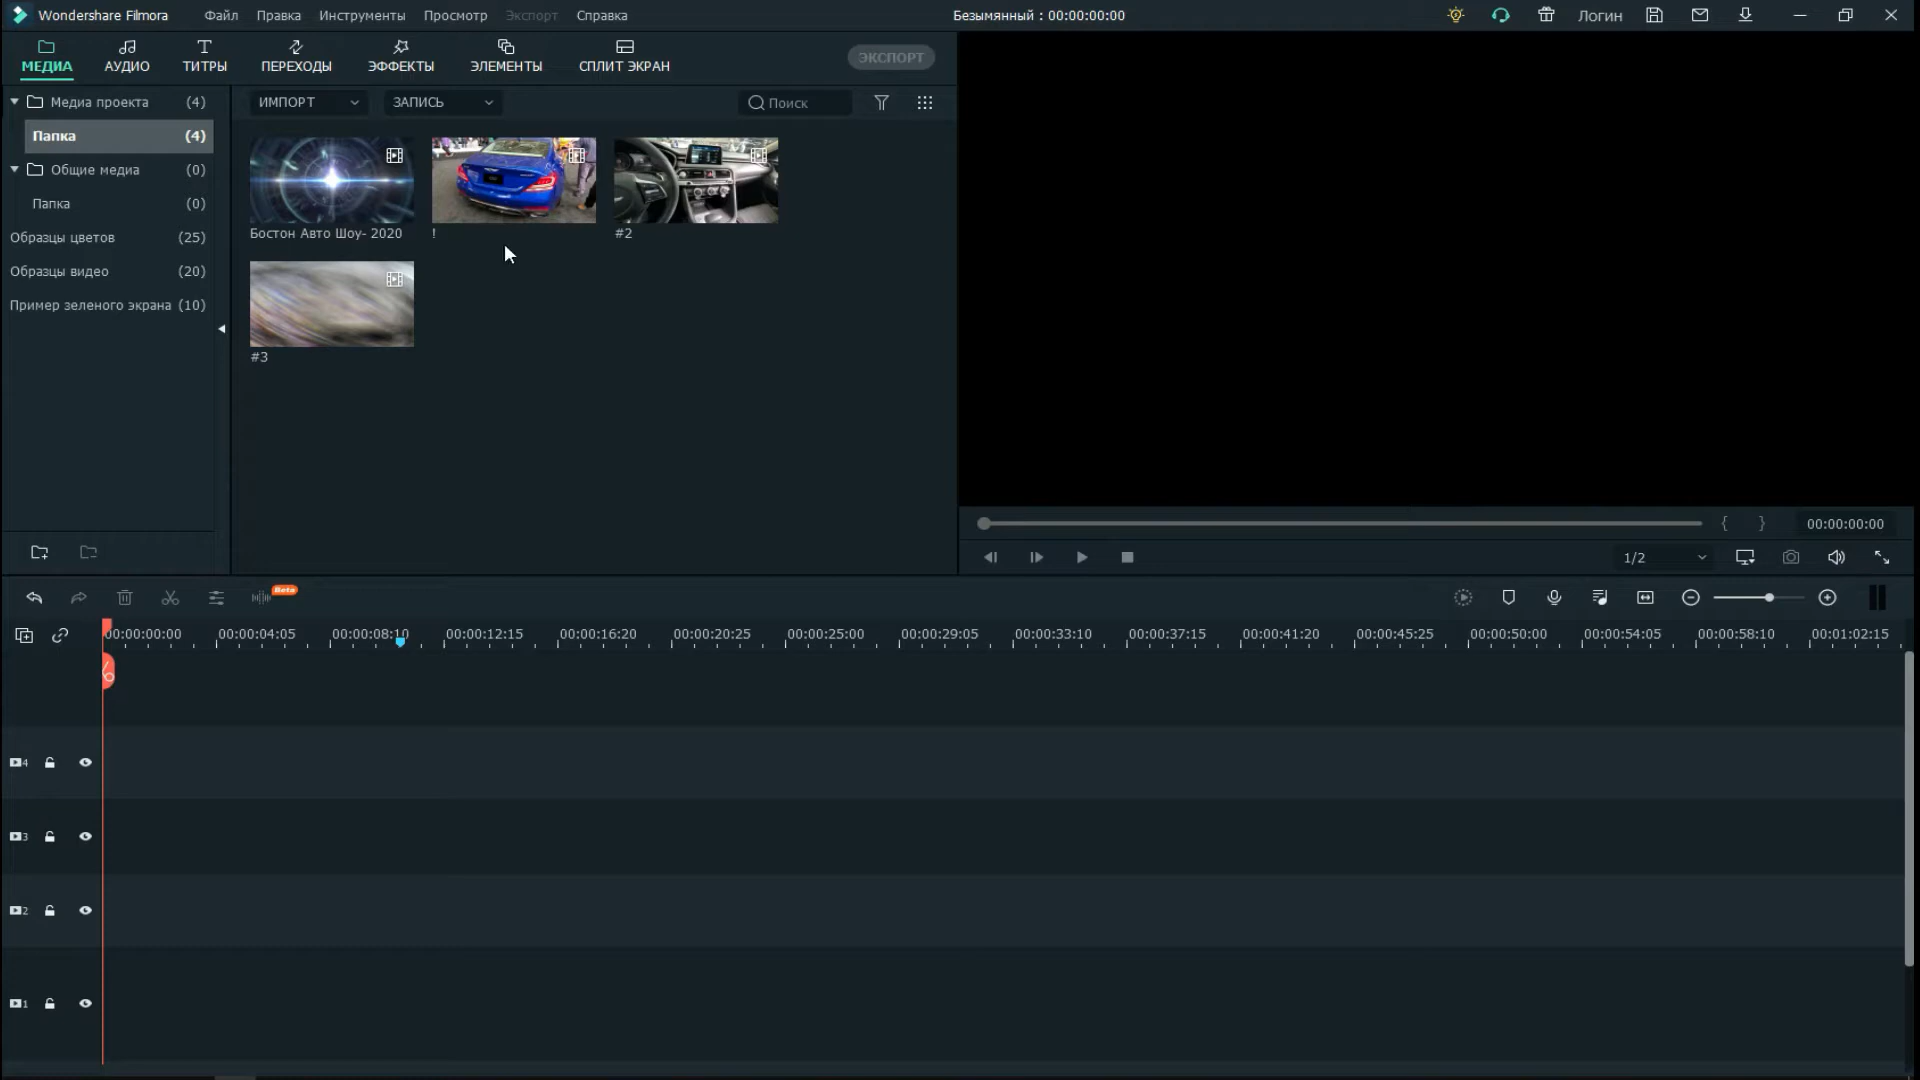 Wondershare Filmora Файл Правка Инструменты Просмотр Экспорт Справка Безымянный : 00:00:00:00 Логин
МЕДИА АУДИО ТИТРЫ ПЕРЕХОДЫ ЭФФЕКТЫ ЭЛЕМЕНТЫ СПЛИТ ЭКРАН ЭКСПОРТ
Медиа проекта (4) ИМПОРТ ЗАПИСЬ Поиск
Папка (4)
Общие медиа (0)
Папка (0)
Образцы цветов (25)
Образцы видео (20)
Пример зеленого экрана (10)
Бостон Авто Шоу- 2020 ! #2
#3
{ } 00:00:00:00
1/2
Beta
00:00:00:00 00:00:04:05 00:00:08:10 00:00:12:15 00:00:16:20 00:00:20:25 00:00:25:00 00:00:29:05 00:00:33:10 00:00:37:15 00:00:41:20 00:00:45:25 00:00:50:00 00:00:54:05 00:00:58:10 00:01:02:15
4
3
2
1